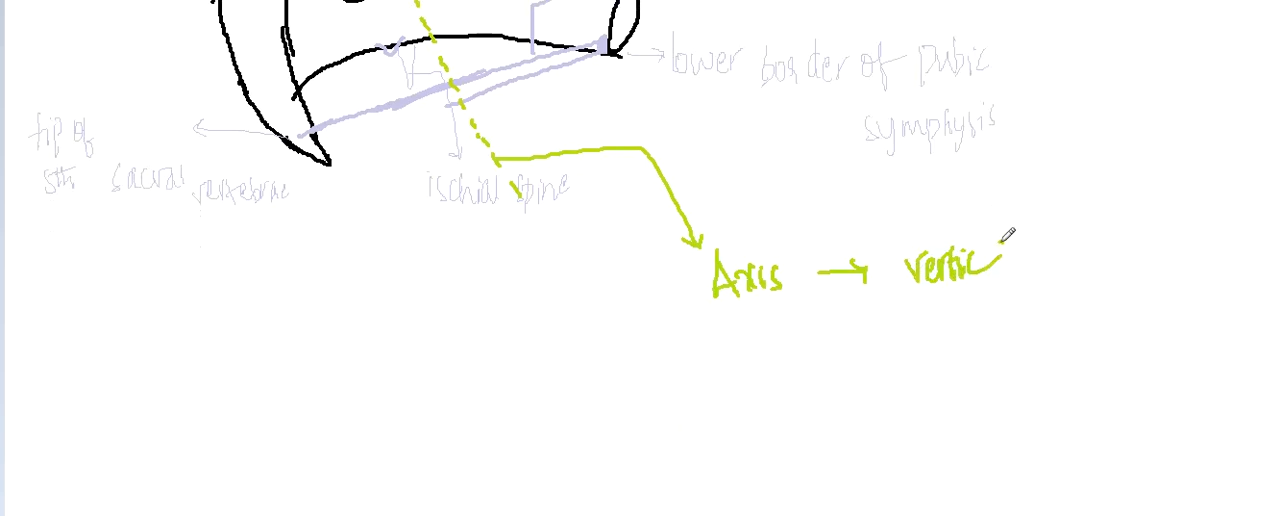 lower border of pubic
symphysis
tip of
5th sacral vertebrae
ischial spine
Axis → vertic